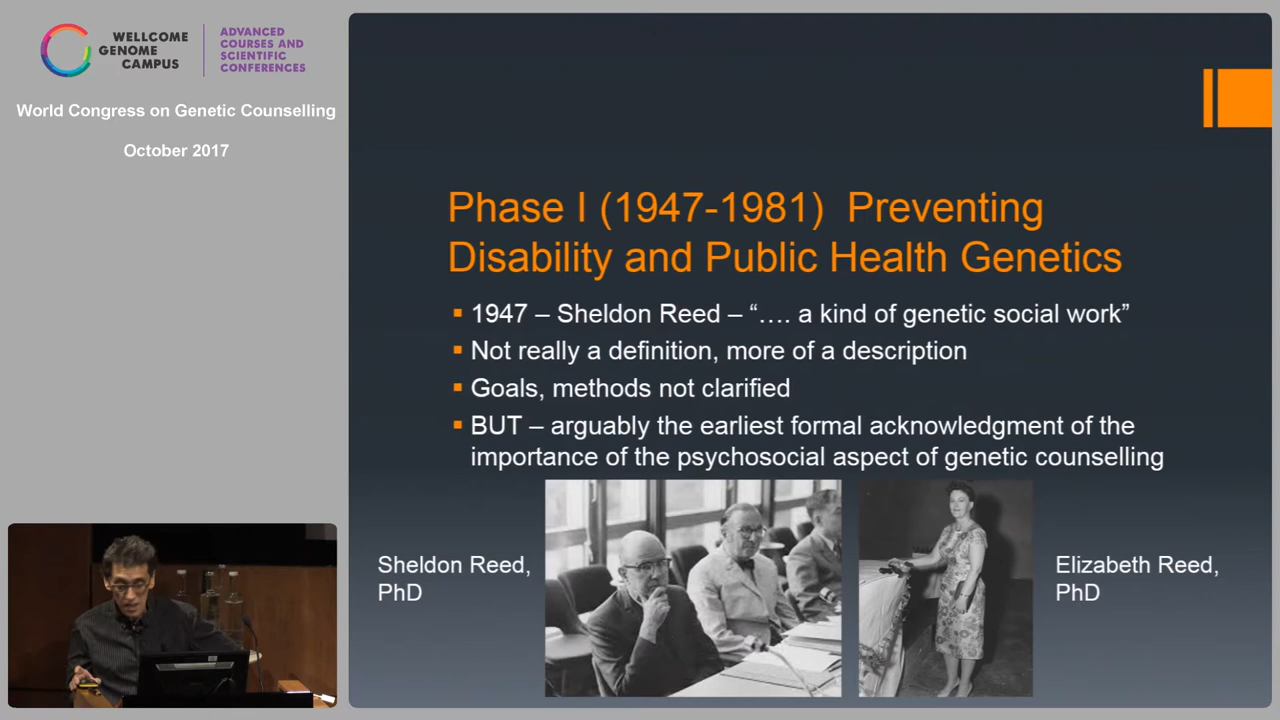 WELLCOME
GENOME
CAMPUS
ADVANCED
COURSES AND
SCIENTIFIC
CONFERENCES
World Congress on Genetic Counselling
October 2017
Phase I (1947-1981)  Preventing
Disability and Public Health Genetics
1947 – Sheldon Reed – “…. a kind of genetic social work”
Not really a definition, more of a description
Goals, methods not clarified
BUT – arguably the earliest formal acknowledgment of the
importance of the psychosocial aspect of genetic counselling
Sheldon Reed,
PhD
Elizabeth Reed,
PhD